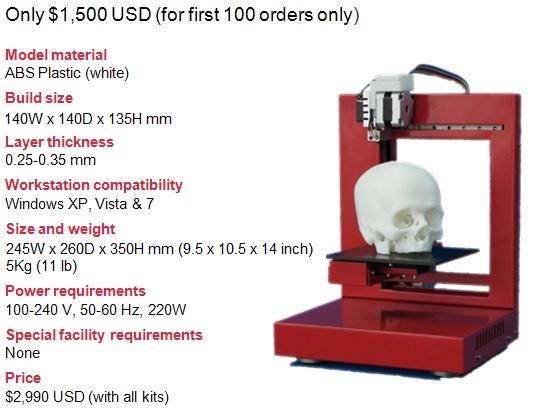 Only $1,500 USD (for first 100 orders only)
Model material
ABS Plastic (white)
Build size
140W x 140D x 135H mm
Layer thickness
0.25-0.35 mm
Workstation compatibility
Windows XP, Vista & 7
Size and weight
245W x 260D x 350H mm (9.5 x 10.5 x 14 inch)
5Kg (11 lb)
Power requirements
100-240 V, 50-60 Hz, 220W
Special facility requirements
None
Price
$2,990 USD (with all kits)